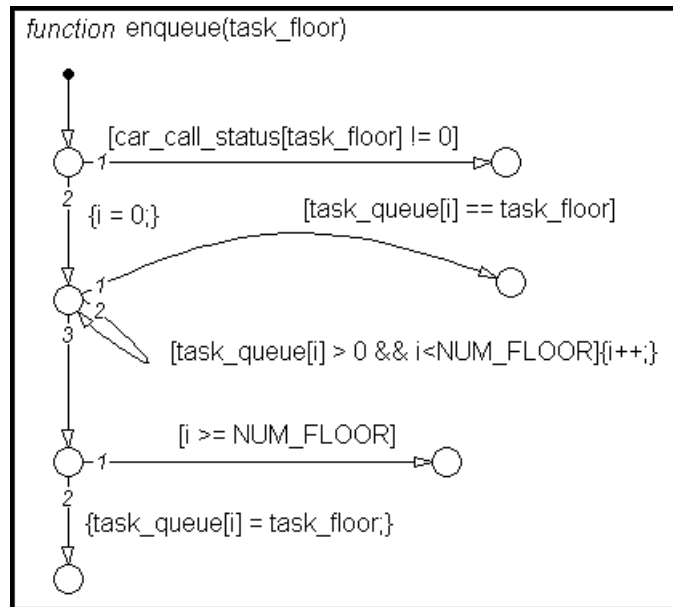 function enqueue(task_floor)
[car_call_status[task_floor] != 0]
1
2
{i = 0;}
[task_queue[i] == task_floor]
1
2
3
[task_queue[i] > 0 && i<NUM_FLOOR]{i++;}
[i >= NUM_FLOOR]
1
2
{task_queue[i] = task_floor;}